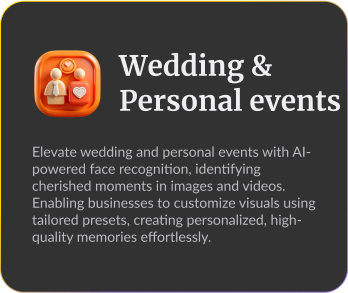 Wedding &
Personal events
Elevate wedding and personal events with AI-
powered face recognition, identifying
cherished moments in images and videos.
Enabling businesses to customize visuals using
tailored presets, creating personalized, high-
quality memories effortlessly.